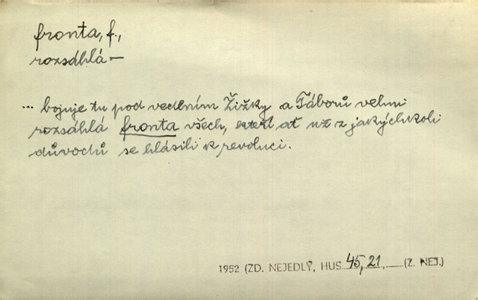 fronta, f.,
rozsáhlá —
... bojuje tu pod vedením Žižky a Táborů velmi
rozsáhlá fronta všech, kteří ať už z jakýchkoli
důvodů se hlásili k revoluci.
1952 (ZD. NEJEDLÝ, HUS 45, 21 (Z. NEJ.)